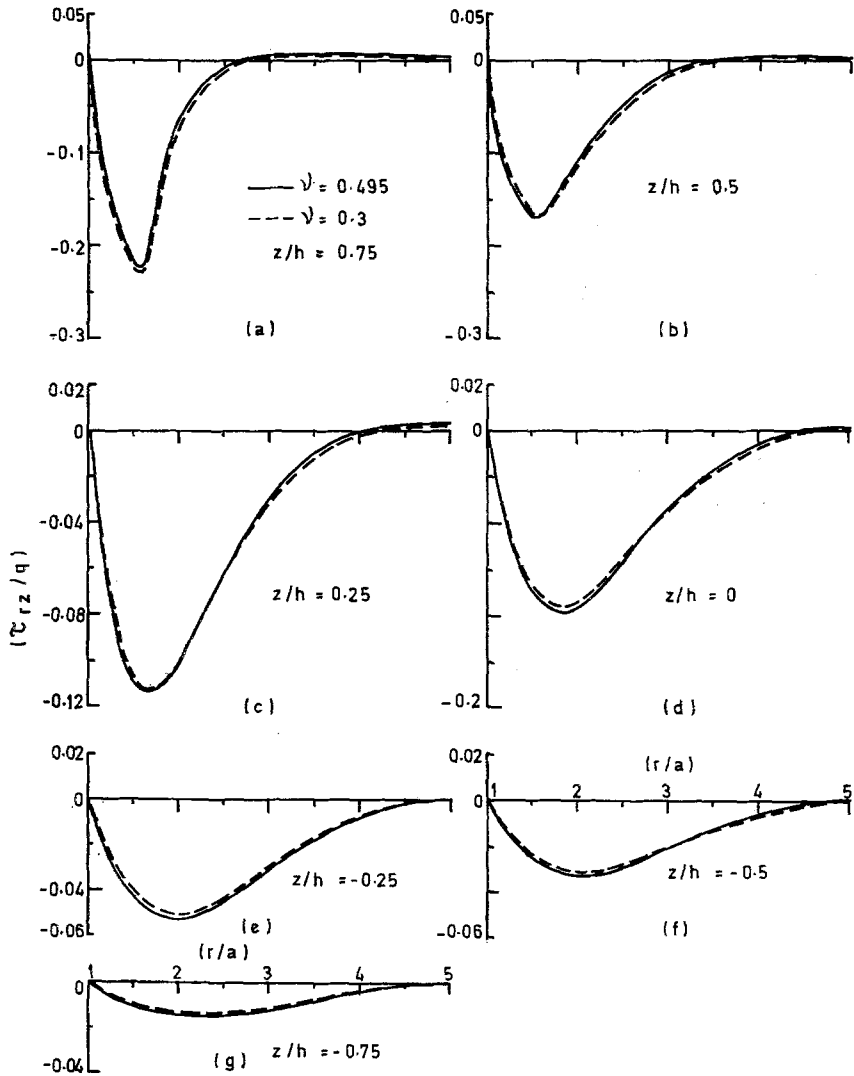 0.05
0
-0.1
-0.2
-0.3
ν = 0.495
ν = 0.3
z/h = 0.75
(a)
0.05
0
-0.3
z/h = 0.5
(b)
0.02
0
-0.04
-0.08
-0.12
z/h = 0.25
(c)
0.02
0
-0.2
z/h = 0
(d)
(τrz/q)
0.02
0
-0.04
-0.06
z/h = -0.25
(e)
(r/a)
0.02
0
-0.06
(r/a)
1 2 3 4 5
z/h = -0.5
(f)
1 2 3 4 5
0
-0.04
(g) z/h = -0.75